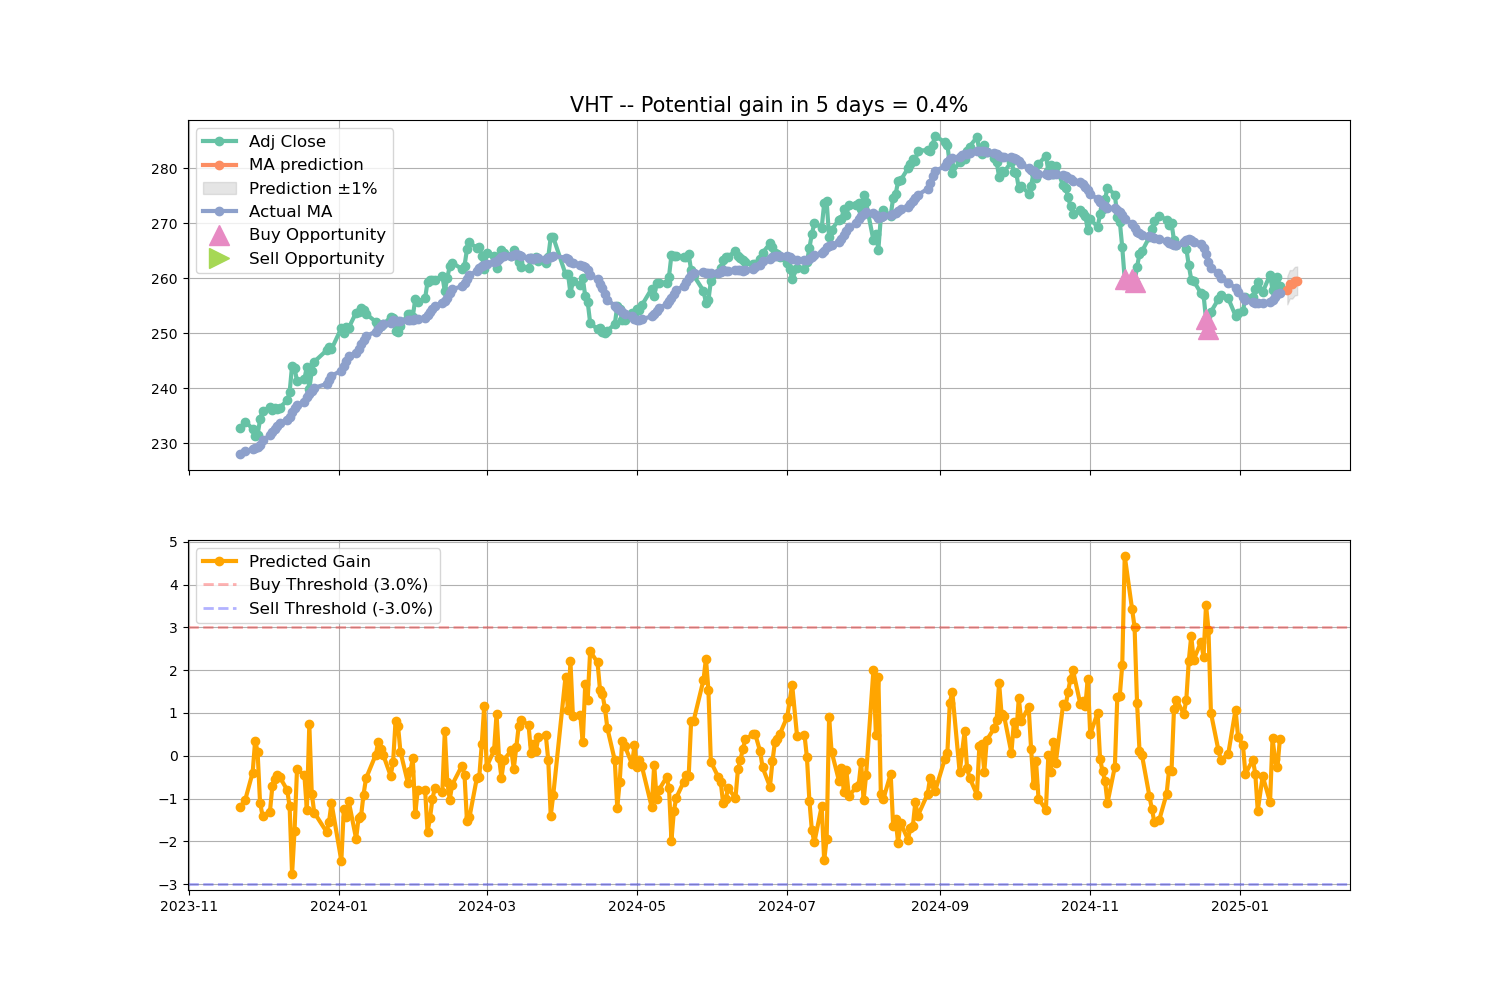 VHT -- Potential gain in 5 days = 0.4%
Adj Close
MA prediction
Prediction ±1%
Actual MA
Buy Opportunity
Sell Opportunity
280
270
260
250
240
230
Predicted Gain
Buy Threshold (3.0%)
Sell Threshold (-3.0%)
5
4
3
2
1
0
−1
−2
−3
2023-11
2024-01
2024-03
2024-05
2024-07
2024-09
2024-11
2025-01